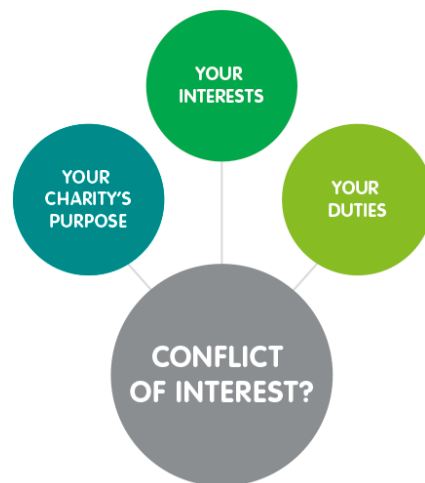 YOUR
INTERESTS
YOUR
CHARITY'S
PURPOSE
YOUR
DUTIES
CONFLICT
OF INTEREST?